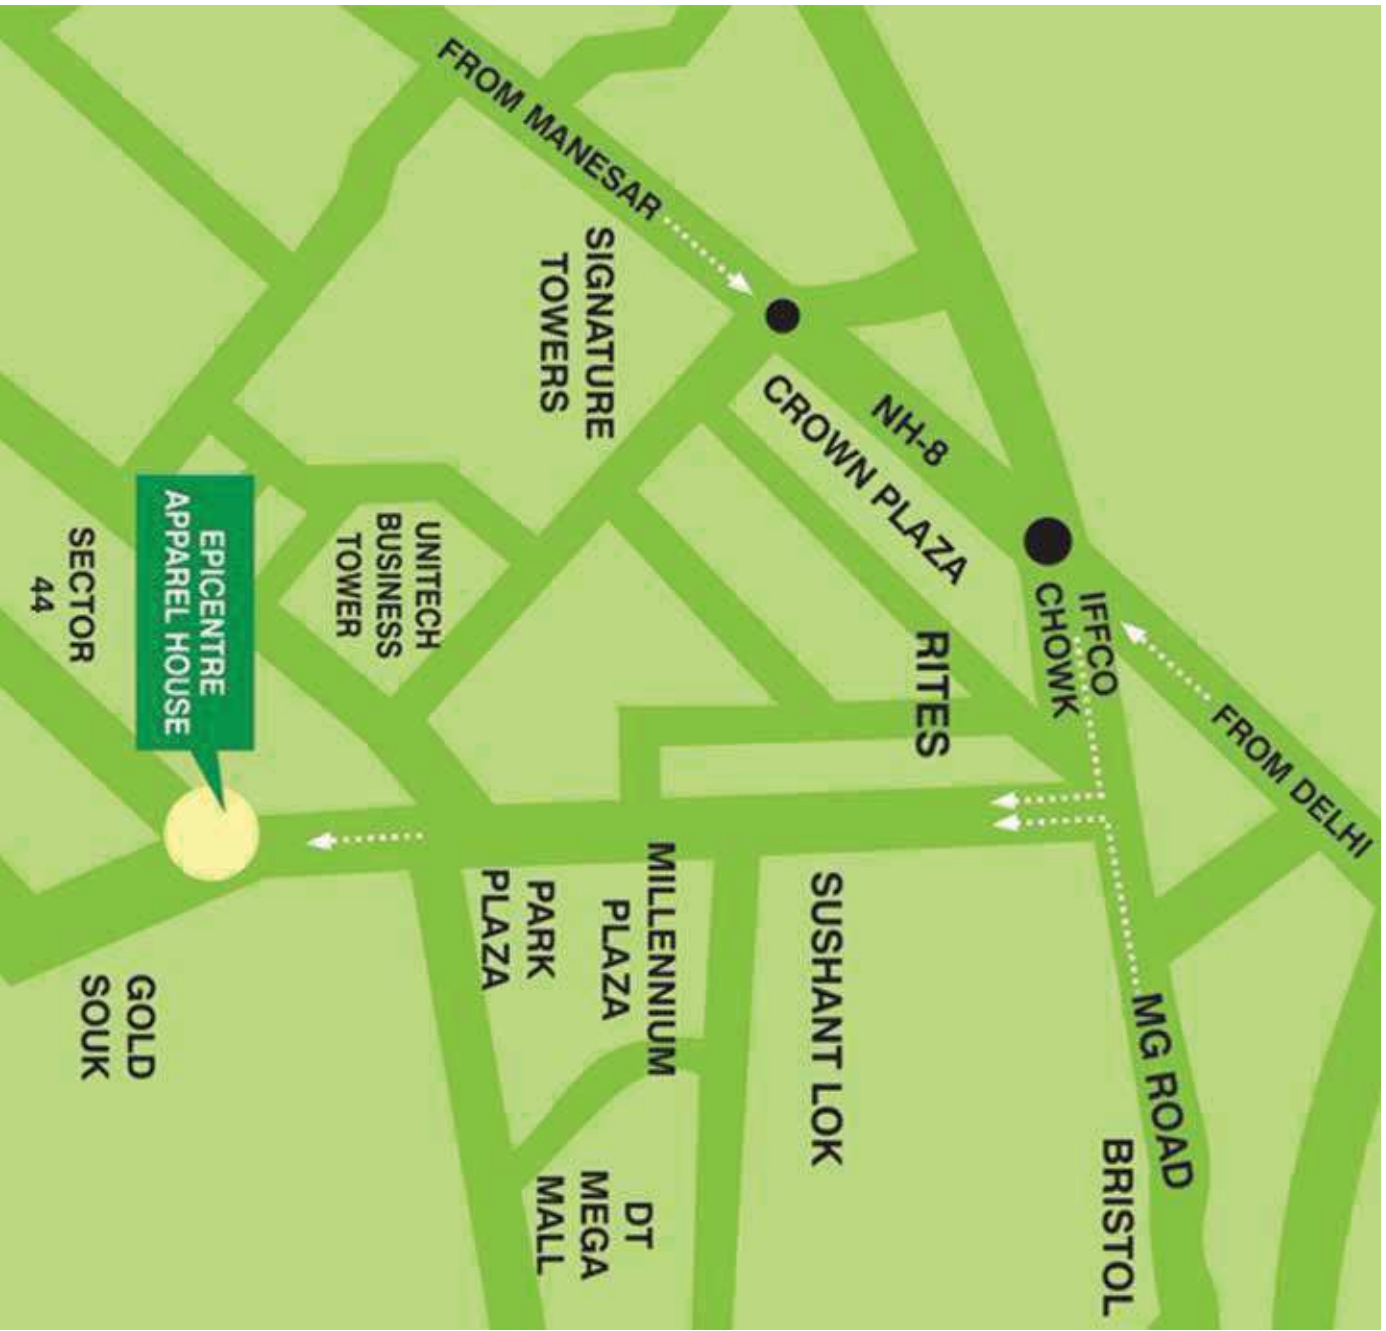 FROM DELHI
IFFCO
CHOWK
MG ROAD
BRISTOL
NH-8
CROWN PLAZA
RITES
SUSHANT LOK
FROM MANESAR
SIGNATURE
TOWERS
MILLENNIUM
PLAZA
DT
MEGA
MALL
PARK
PLAZA
UNITECH
BUSINESS
TOWER
EPICENTRE
APPAREL HOUSE
GOLD
SOUK
SECTOR
44